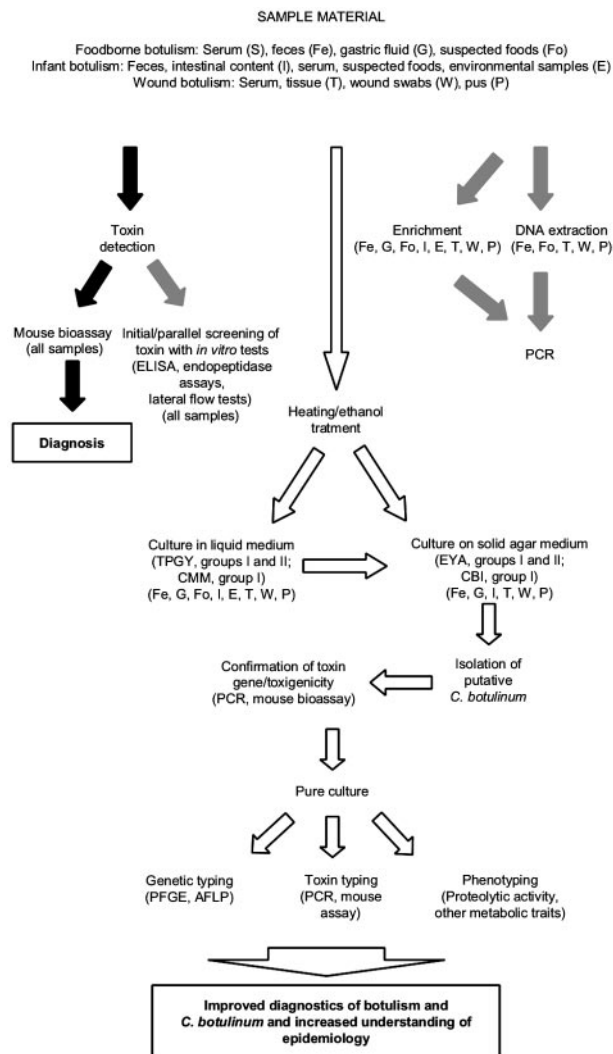 SAMPLE MATERIAL
Foodborne botulism: Serum (S), feces (Fe), gastric fluid (G), suspected foods (Fo)
Infant botulism: Feces, intestinal content (I), serum, suspected foods, environmental samples (E)
Wound botulism: Serum, tissue (T), wound swabs (W), pus (P)
Toxin
detection
Enrichment
(Fe, G, Fo, I, E, T, W, P)
DNA extraction
(Fe, Fo, T, W, P)
Mouse bioassay
(all samples)
Initial/parallel screening of
toxin with in vitro tests
(ELISA, endopeptidase
assays,
lateral flow tests)
(all samples)
PCR
Diagnosis
Heating/ethanol
tratment
Culture in liquid medium
(TPGY, groups I and II;
CMM, group I)
(Fe, G, Fo, I, E, T, W, P)
Culture on solid agar medium
(EYA, groups I and II;
CBI, group I)
(Fe, G, I, T, W, P)
Isolation of
putative
C. botulinum
Confirmation of toxin
gene/toxigenicity
(PCR, mouse bioassay)
Pure culture
Genetic typing
(PFGE, AFLP)
Toxin typing
(PCR, mouse
assay)
Phenotyping
(Proteolytic activity,
other metabolic traits)
Improved diagnostics of botulism and
C. botulinum and increased understanding of
epidemiology